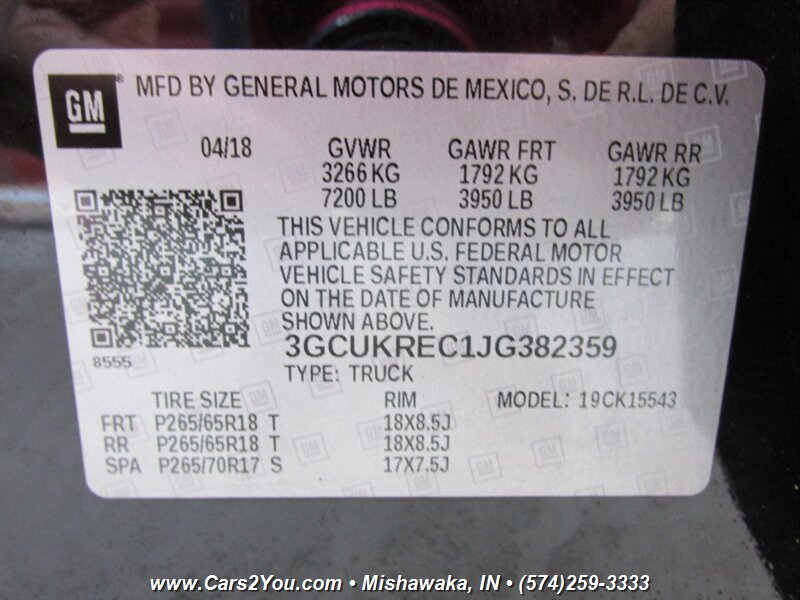 GM ® MFD BY GENERAL MOTORS DE MEXICO, S. DE R.L. DE C.V.
04/18 GVWR GAWR FRT GAWR RR
3266 KG 1792 KG 1792 KG
7200 LB 3950 LB 3950 LB
THIS VEHICLE CONFORMS TO ALL
APPLICABLE U.S. FEDERAL MOTOR
VEHICLE SAFETY STANDARDS IN EFFECT
ON THE DATE OF MANUFACTURE
SHOWN ABOVE.
8555 3GCUKREC1JG382359
TYPE: TRUCK
TIRE SIZE RIM MODEL: 19CK15543
FRT P265/65R18 T 18X8.5J
RR P265/65R18 T 18X8.5J
SPA P265/70R17 S 17X7.5J
www.Cars2You.com • Mishawaka, IN • (574)259-3333